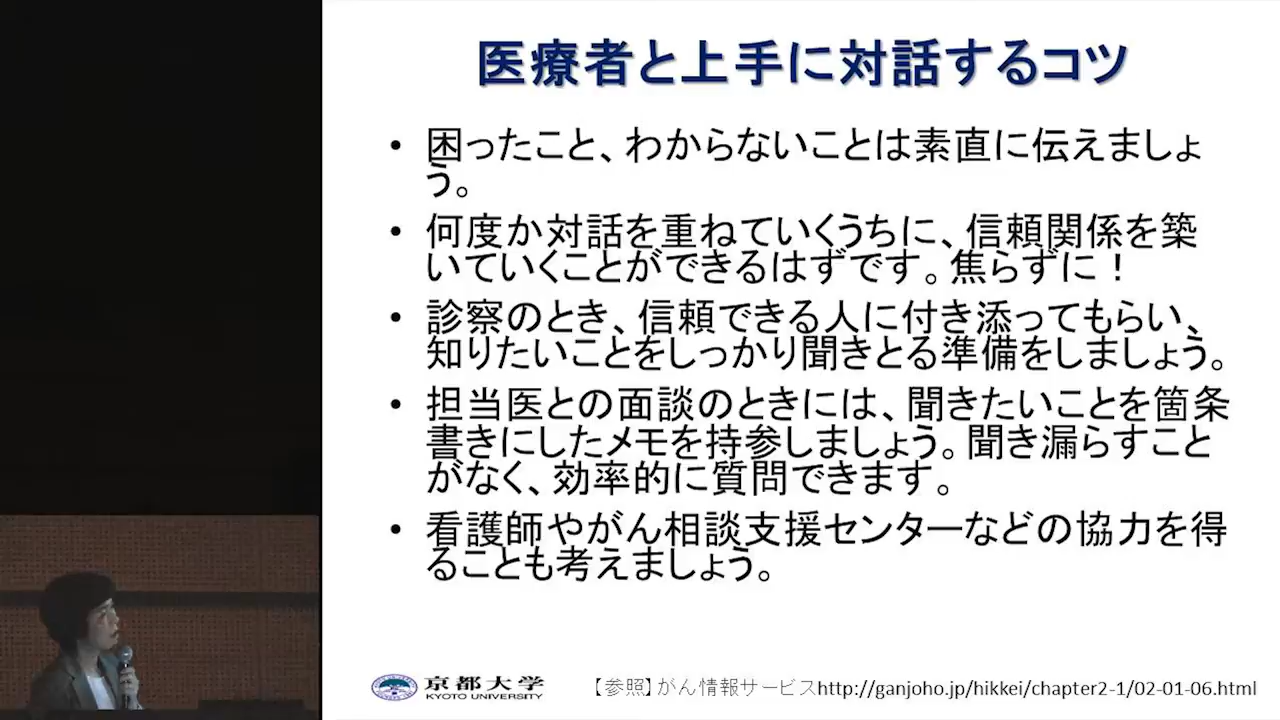 医療者と上手に対話するコツ
• 困ったこと、わからないことは素直に伝えましょ
う。
• 何度か対話を重ねていくうちに、信頼関係を築
いていくことができるはずです。焦らずに！
• 診察のとき、信頼できる人に付き添ってもらい、
知りたいことをしっかり聞きとる準備をしましょう。
• 担当医との面談のときには、聞きたいことを箇条
書きにしたメモを持参しましょう。聞き漏らすこと
がなく、効率的に質問できます。
• 看護師やがん相談支援センターなどの協力を得
ることも考えましょう。
京都大学
KYOTO UNIVERSITY
【参照】がん情報サービスhttp://ganjoho.jp/hikkei/chapter2-1/02-01-06.html